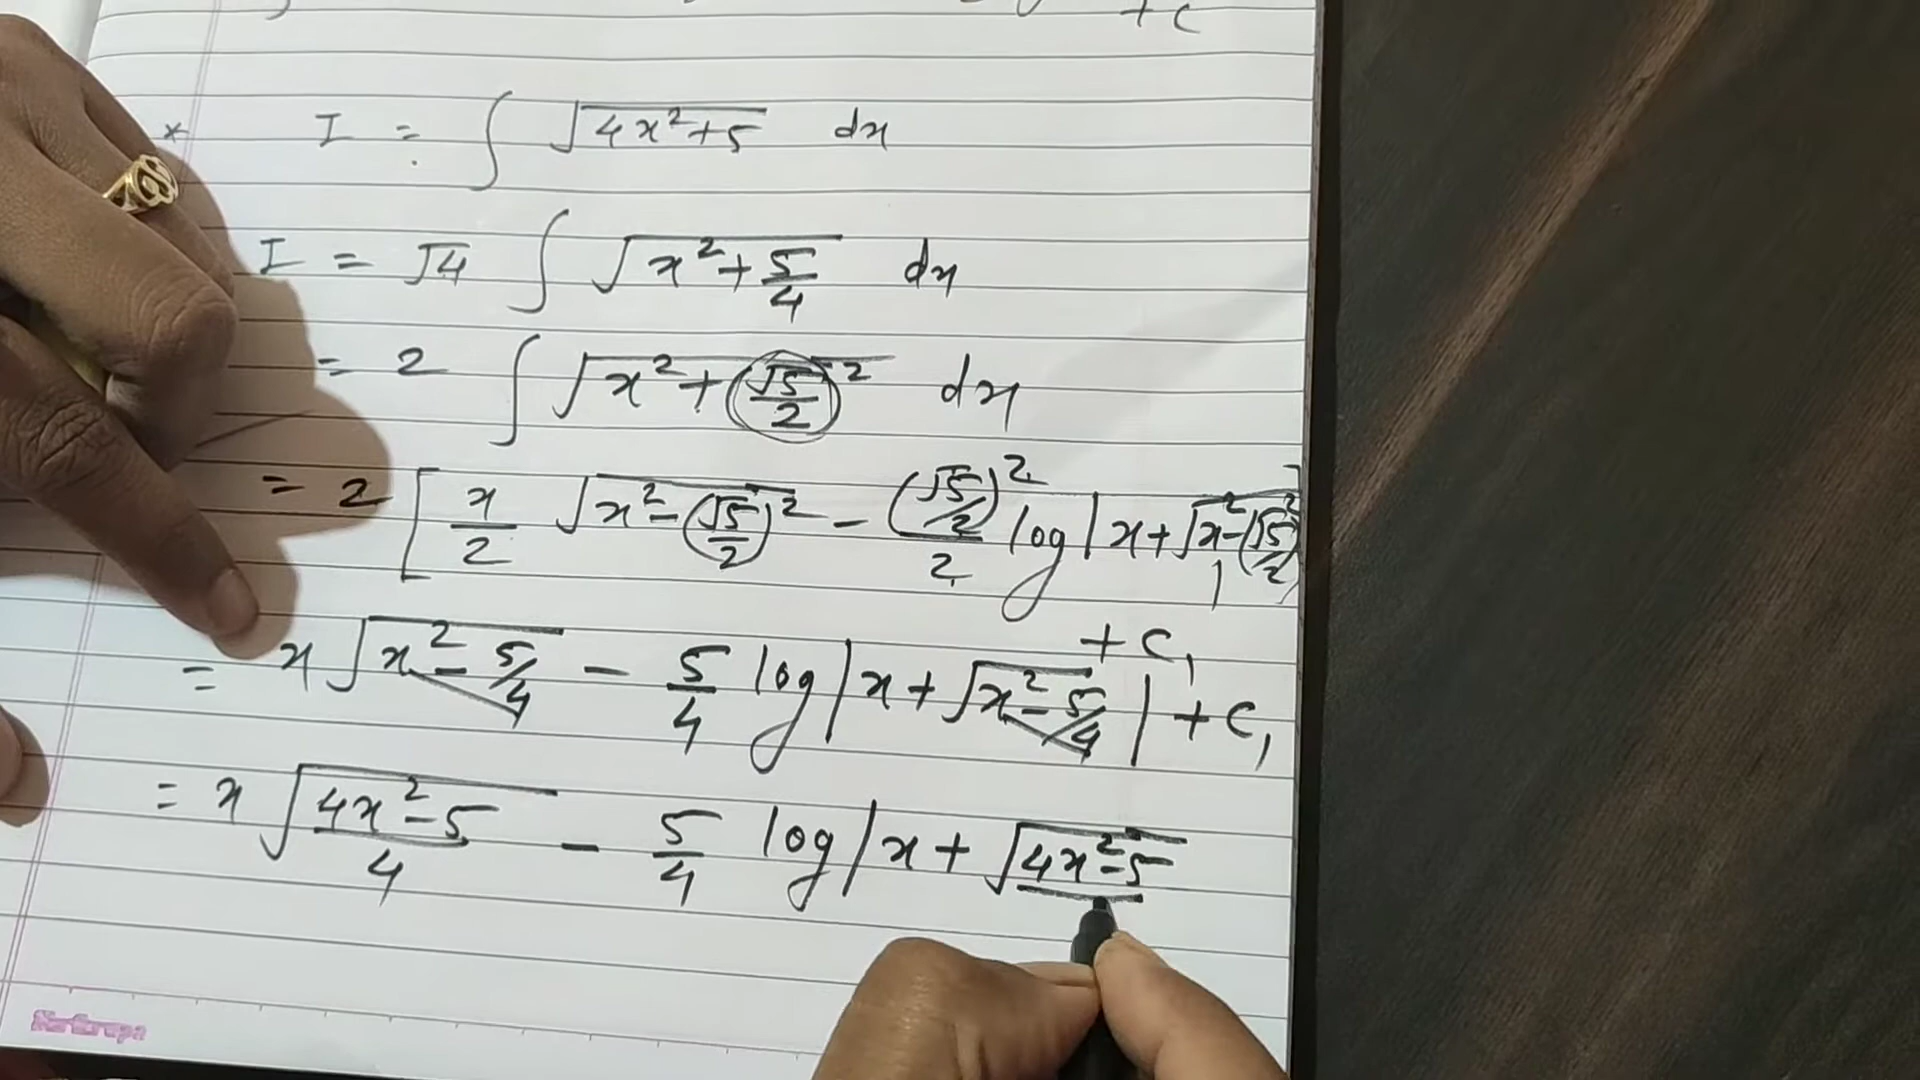 + c
* I = ∫ √(4x²+5) dx
I = √4 ∫ √(x² + 5/4) dx
= 2 ∫ √(x² + (√5/2)²) dx
= 2 [ x/2 √(x² - (√5/2)²) - (√5/2)²/2 log | x + √(x² - (√5/2)²) |
+ C₁
= x √(x² - 5/4) - 5/4 log | x + √(x² - 5/4) | + C₁
= x √((4x² - 5)/4) - 5/4 log | x + √(4x² - 5)